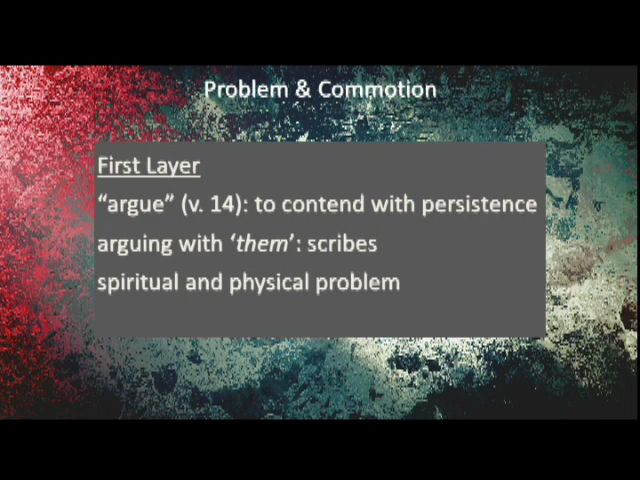 Problem & Commotion
First Layer
“argue” (v. 14): to contend with persistence
arguing with ‘them’: scribes
spiritual and physical problem